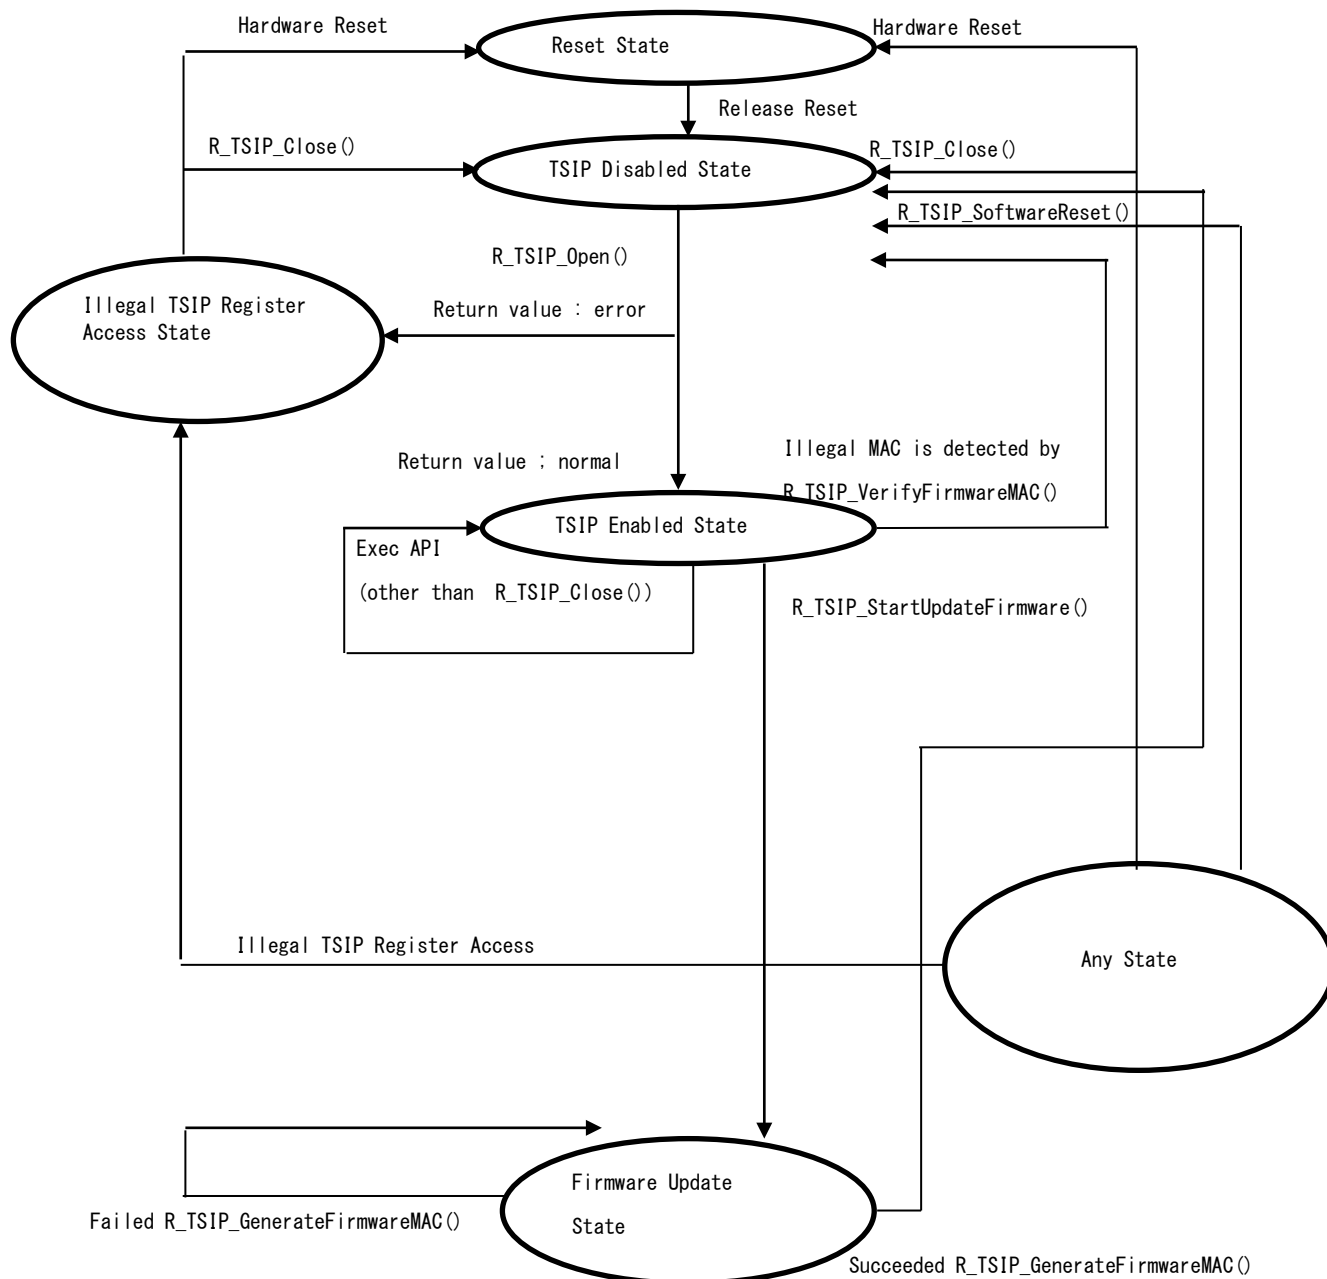 Hardware Reset
Reset State
Hardware Reset
Release Reset
R_TSIP_Close()
TSIP Disabled State
R_TSIP_Close()
R_TSIP_SoftwareReset()
R_TSIP_Open()
Illegal TSIP Register
Access State
Return value : error
Return value ; normal
Illegal MAC is detected by
R_TSIP_VerifyFirmwareMAC()
TSIP Enabled State
Exec API
(other than R_TSIP_Close())
R_TSIP_StartUpdateFirmware()
Illegal TSIP Register Access
Any State
Firmware Update
State
Failed R_TSIP_GenerateFirmwareMAC()
Succeeded R_TSIP_GenerateFirmwareMAC()